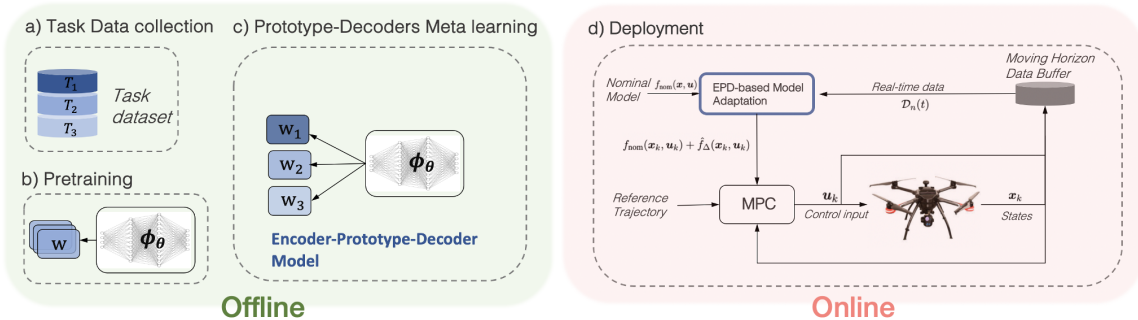 a) Task Data collection
T1
T2
T3
Task
dataset
b) Pretraining
w
ϕθ
c) Prototype-Decoders Meta learning
w1
w2
w3
ϕθ
Encoder-Prototype-Decoder
Model
Offline
d) Deployment
Nominal
Model
fnom(x, u)
EPD-based Model
Adaptation
Real-time data
Dn(t)
Moving Horizon
Data Buffer
fnom(xk, uk) + f̂Δ(xk, uk)
Reference
Trajectory
MPC
uk
Control input
xk
States
Online